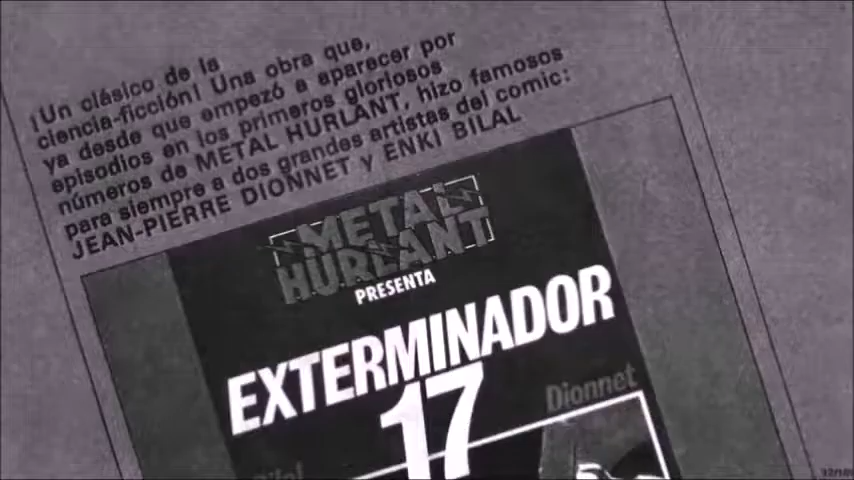 ¡Un clásico de la
ciencia-ficción! Una obra que,
ya desde que empezó a aparecer por
episodios en los primeros gloriosos
números de METAL HURLANT, hizo famosos
para siempre a dos grandes artistas del comic:
JEAN-PIERRE DIONNET y ENKI BILAL
METAL
HURLANT
PRESENTA
EXTERMINADOR
17
Dionnet
Bilal